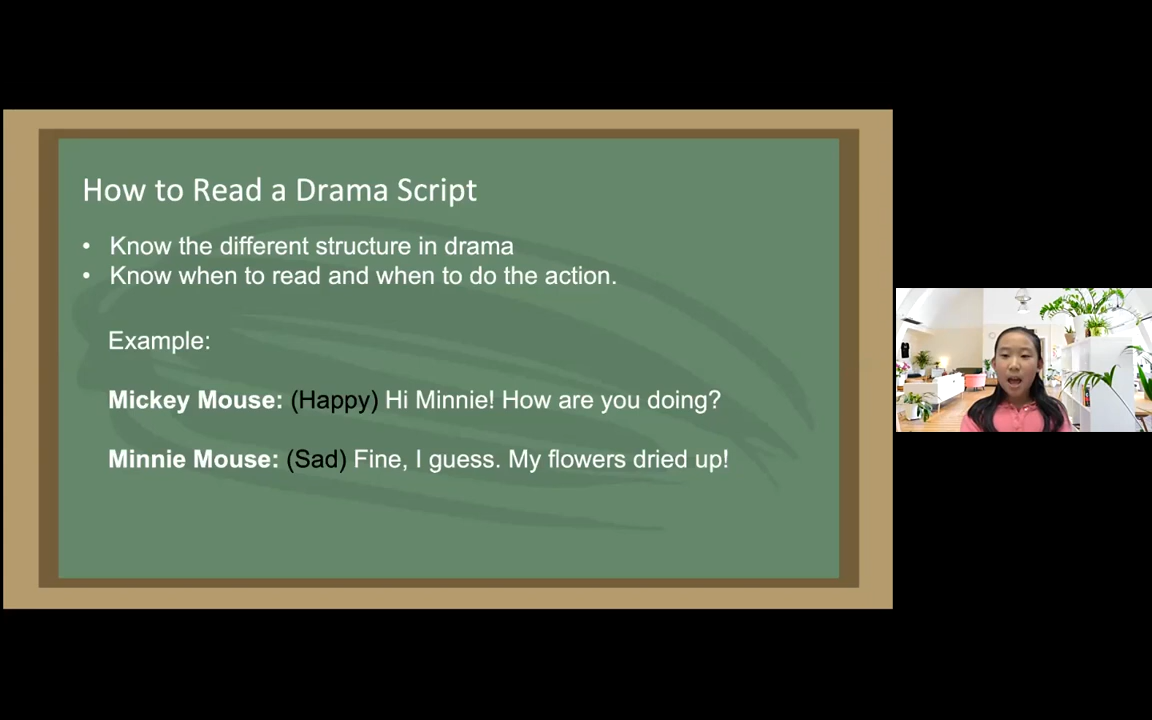 How to Read a Drama Script
• Know the different structure in drama
• Know when to read and when to do the action.
Example:
Mickey Mouse: (Happy) Hi Minnie! How are you doing?
Minnie Mouse: (Sad) Fine, I guess. My flowers dried up!